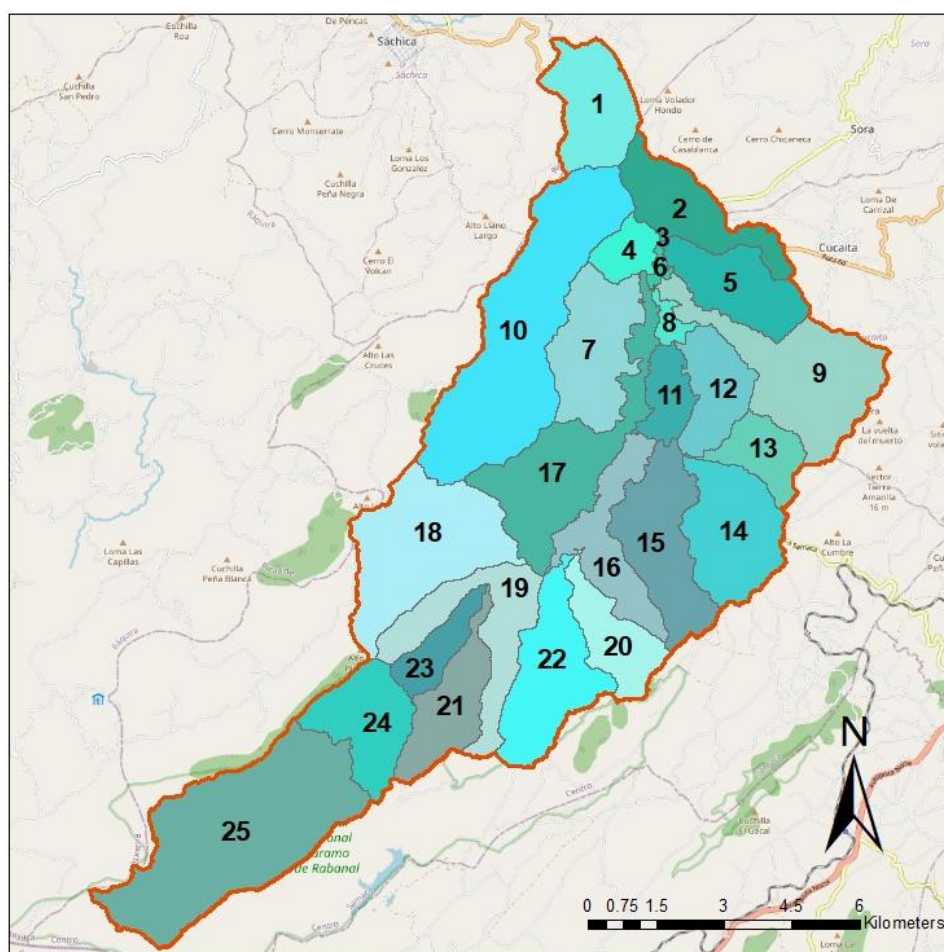 Cuchilla
Roa
De Pencas
Sáchica
Sáchica
Cuchilla
San Pedro
1
Loma Volador
Hondo
Sora
Cerro Monserrate
Cerro de
Casablanca
Cerro Chicaneca
Sora
Loma Los
Gonzalez
Cuchilla
Peña Negra
2
Loma De
Carrizal
Ráquira
Alto Llano
Largo
3
Cucaita
4
Cerro El
Volcan
6
5
10
8
Alto Las
Cruces
7
9
11
12
La vuelta
del muerto
13
17
Sector
Tierra
Amarilla
16 m
18
15
14
Alto La
Cumbre
Loma Las
Capillas
Cuchilla
Peña Blanca
16
19
Ráquira
20
23
22
21
24
N
Centro
Cuchilla
El Gacal
25
Páramo
de Rabanal
0 0.75 1.5 3 4.5 6
Kilometers
Centro